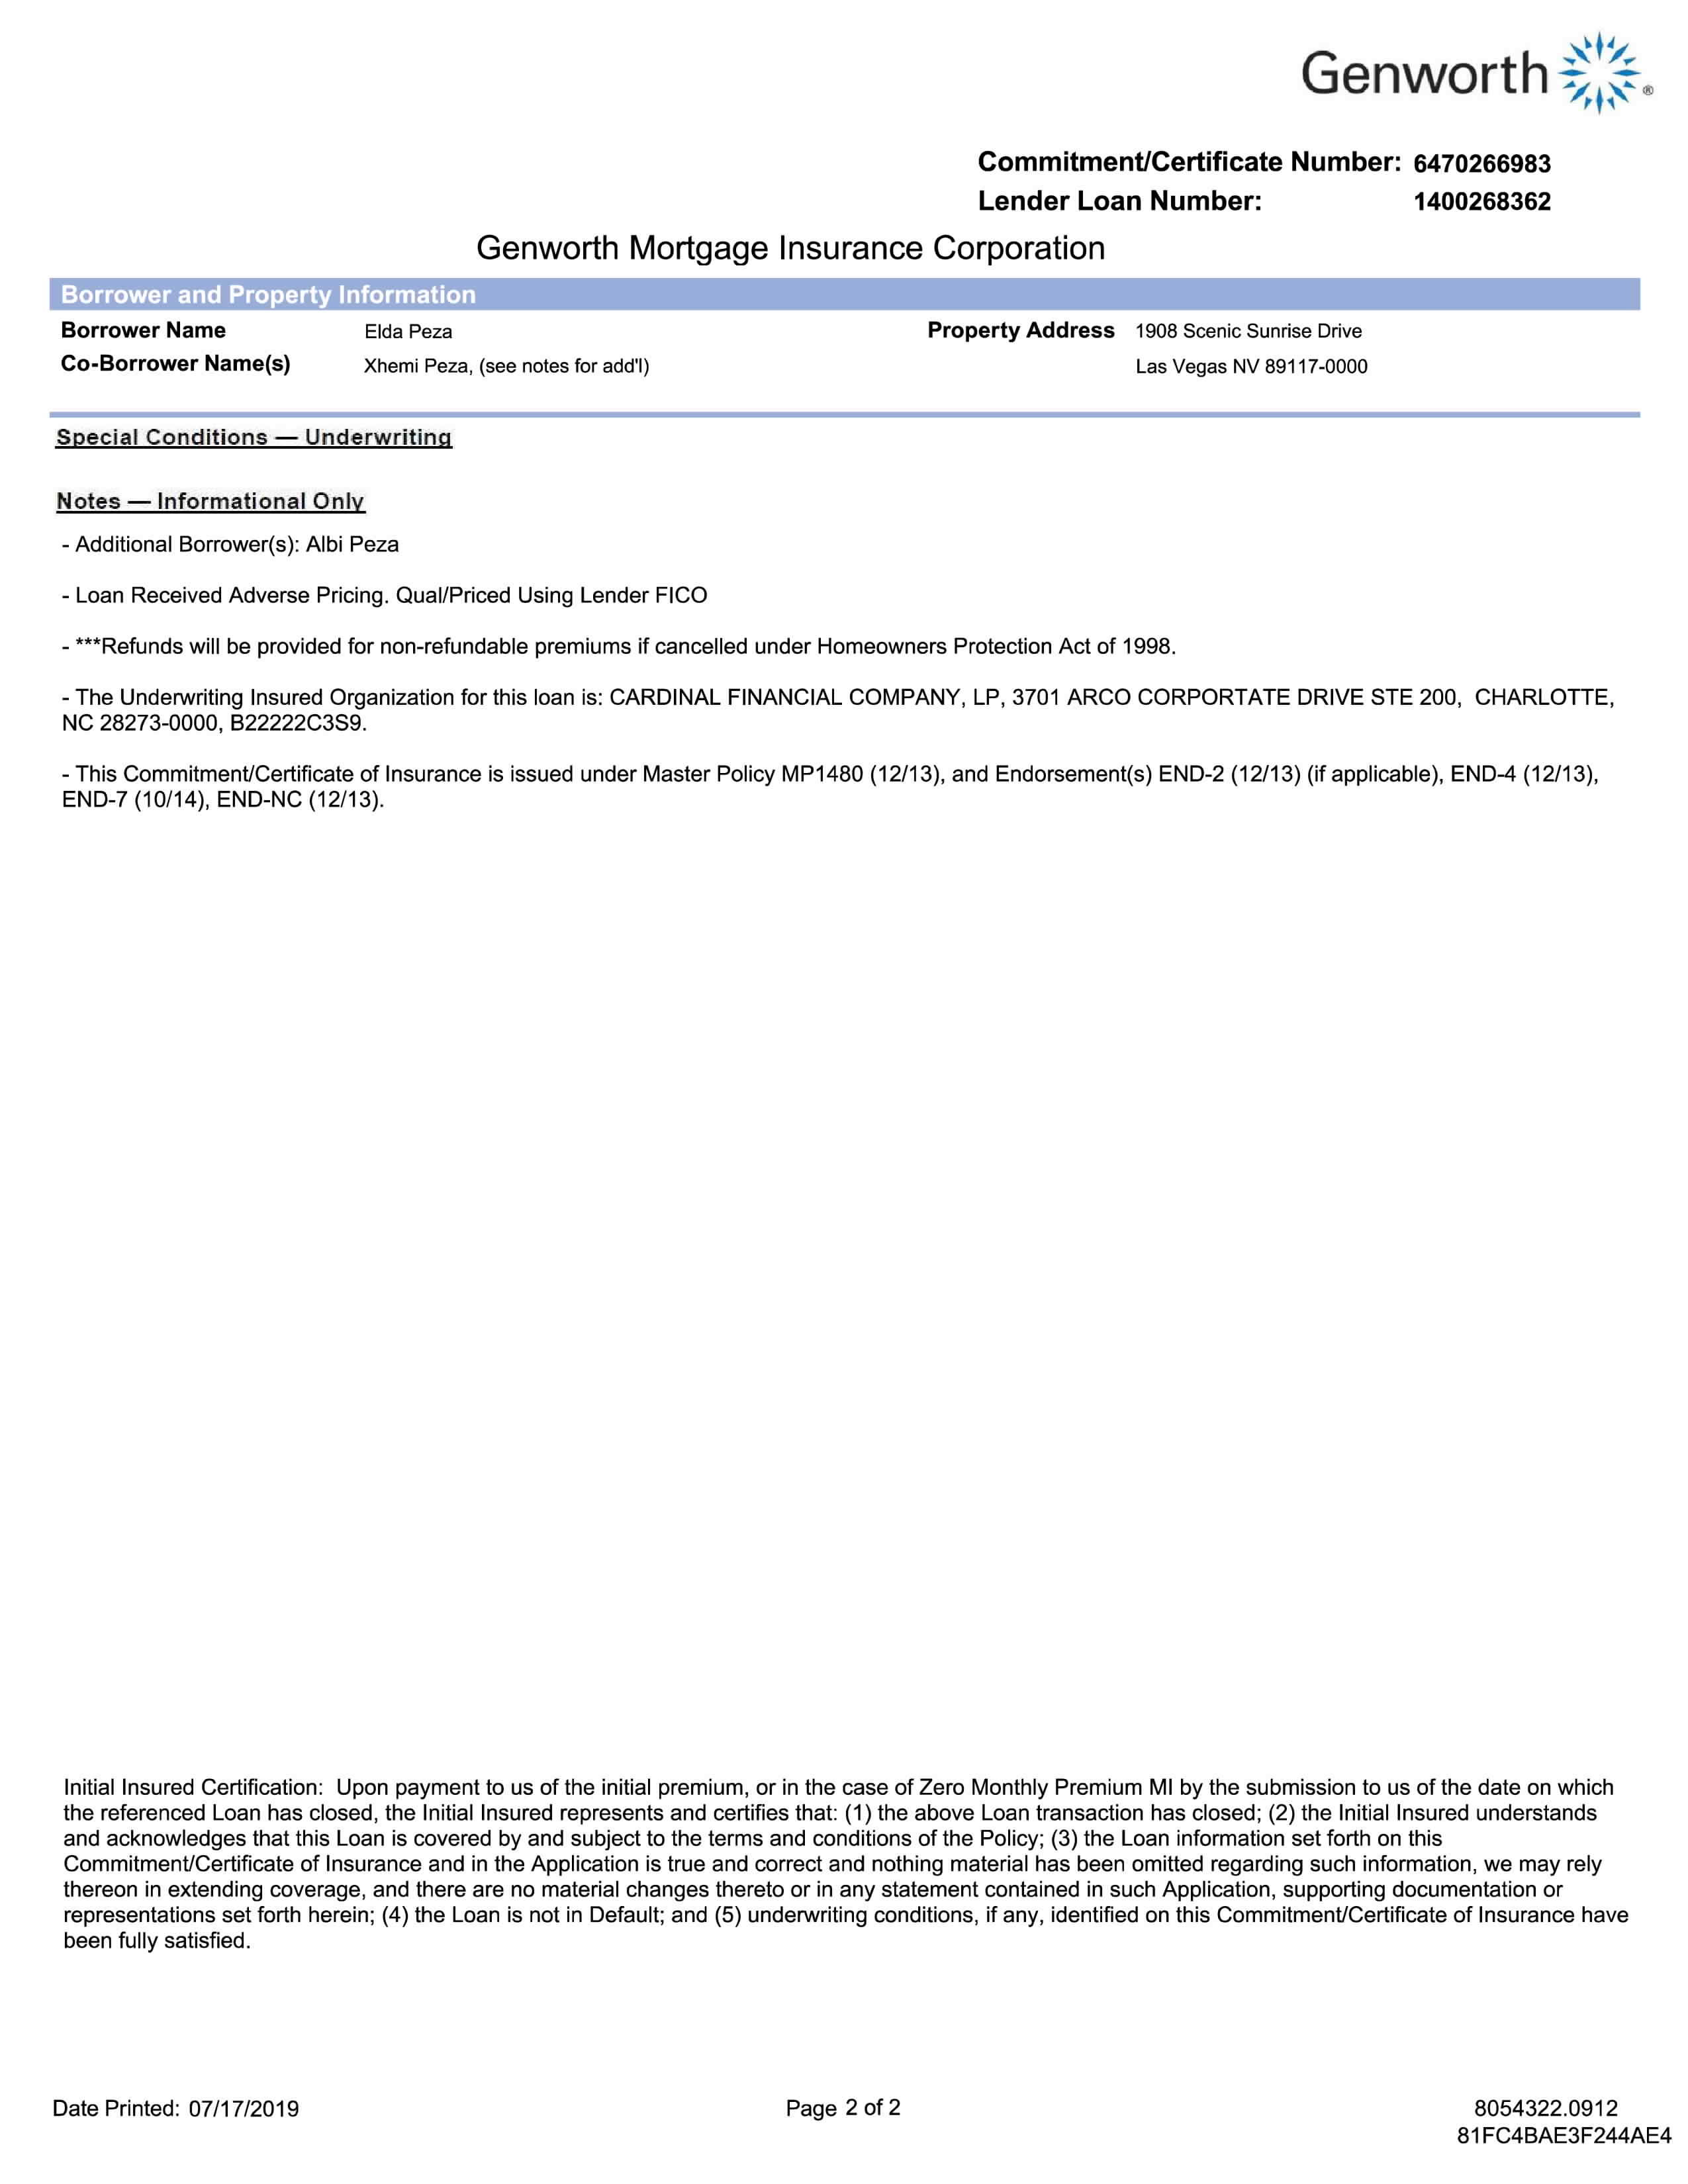 Genworth ®
Commitment/Certificate Number: 6470266983
Lender Loan Number: 1400268362
Genworth Mortgage Insurance Corporation
Borrower and Property Information
Borrower Name Elda Peza Property Address 1908 Scenic Sunrise Drive
Co-Borrower Name(s) Xhemi Peza, (see notes for add'l) Las Vegas NV 89117-0000
Special Conditions — Underwriting
Notes — Informational Only
- Additional Borrower(s): Albi Peza
- Loan Received Adverse Pricing. Qual/Priced Using Lender FICO
- ***Refunds will be provided for non-refundable premiums if cancelled under Homeowners Protection Act of 1998.
- The Underwriting Insured Organization for this loan is: CARDINAL FINANCIAL COMPANY, LP, 3701 ARCO CORPORTATE DRIVE STE 200, CHARLOTTE,
NC 28273-0000, B22222C3S9.
- This Commitment/Certificate of Insurance is issued under Master Policy MP1480 (12/13), and Endorsement(s) END-2 (12/13) (if applicable), END-4 (12/13),
END-7 (10/14), END-NC (12/13).
Initial Insured Certification: Upon payment to us of the initial premium, or in the case of Zero Monthly Premium MI by the submission to us of the date on which
the referenced Loan has closed, the Initial Insured represents and certifies that: (1) the above Loan transaction has closed; (2) the Initial Insured understands
and acknowledges that this Loan is covered by and subject to the terms and conditions of the Policy; (3) the Loan information set forth on this
Commitment/Certificate of Insurance and in the Application is true and correct and nothing material has been omitted regarding such information, we may rely
thereon in extending coverage, and there are no material changes thereto or in any statement contained in such Application, supporting documentation or
representations set forth herein; (4) the Loan is not in Default; and (5) underwriting conditions, if any, identified on this Commitment/Certificate of Insurance have
been fully satisfied.
Date Printed: 07/17/2019 Page 2 of 2 8054322.0912
81FC4BAE3F244AE4